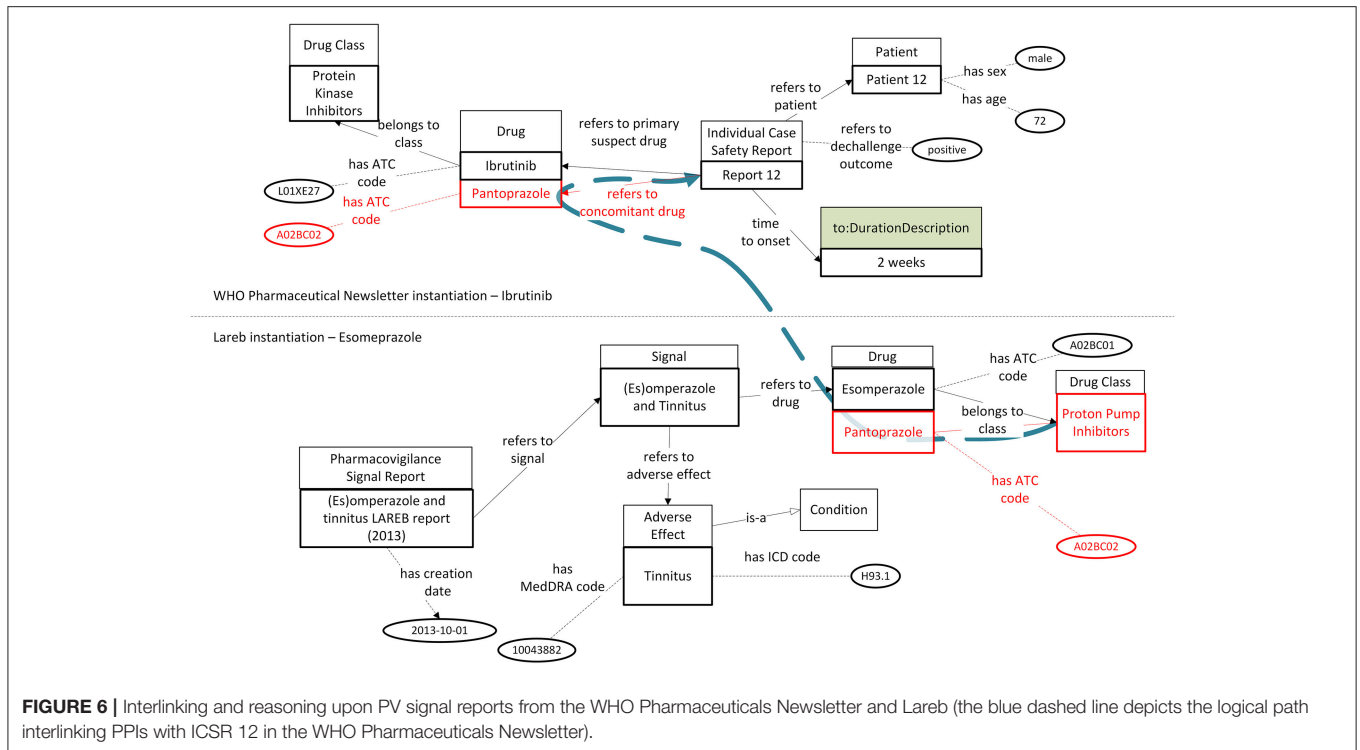 Drug Class
Protein
Kinase
Inhibitors
belongs to
class
has ATC
code
L01XE27
has ATC
code
A02BC02
Drug
Ibrutinib
Pantoprazole
refers to primary
suspect drug
refers to
concomitant drug
refers to
patient
Individual Case
Safety Report
Report 12
Patient
Patient 12
has sex
male
has age
72
refers to
dechallenge
outcome
positive
time
to onset
to:DurationDescription
2 weeks
WHO Pharmaceutical Newsletter instantiation – Ibrutinib
Lareb instantiation – Esomeprazole
Signal
(Es)omperazole
and Tinnitus
refers to
drug
Drug
Esomperazole
Pantoprazole
has ATC
code
A02BC01
belongs to
class
Drug Class
Proton Pump
Inhibitors
has ATC
code
A02BC02
refers to
signal
Pharmacovigilance
Signal Report
(Es)omperazole and
tinnitus LAREB report
(2013)
has creation
date
2013-10-01
refers to
adverse effect
Adverse
Effect
Tinnitus
is-a
Condition
has ICD code
H93.1
has
MedDRA code
10043882
FIGURE 6 | Interlinking and reasoning upon PV signal reports from the WHO Pharmaceuticals Newsletter and Lareb (the blue dashed line depicts the logical path
interlinking PPIs with ICSR 12 in the WHO Pharmaceuticals Newsletter).